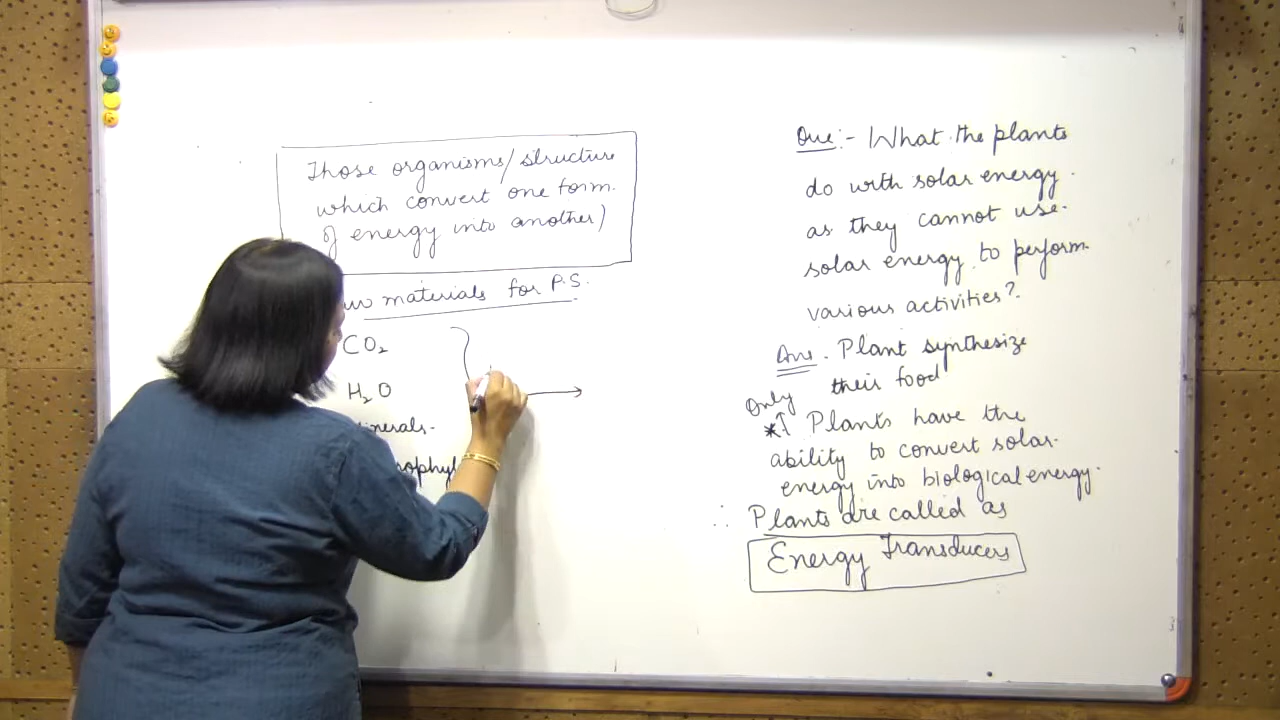 Those organisms/structure
which convert one form
of energy into another)
materials for P.S.
CO₂
H₂O
Que:- What the plants
do with solar energy.
as they cannot use.
solar energy to perform
various activities?
Ans. Plant synthesize
their food
Only
*↑ Plants have the
ability to convert solar.
energy into biological energy.
∴ Plants are called as
Energy Transducers